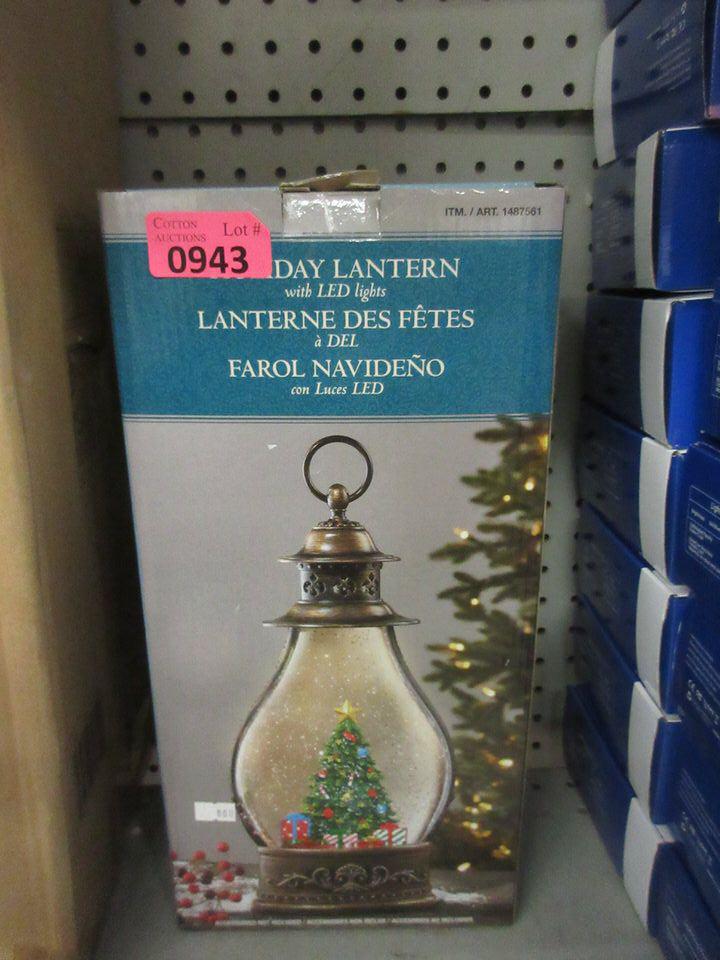 ITM. / ART. 1487561
COTTON
AUCTIONS
Lot #
0943
DAY LANTERN
with LED lights
LANTERNE DES FÊTES
à DEL
FAROL NAVIDEÑO
con Luces LED